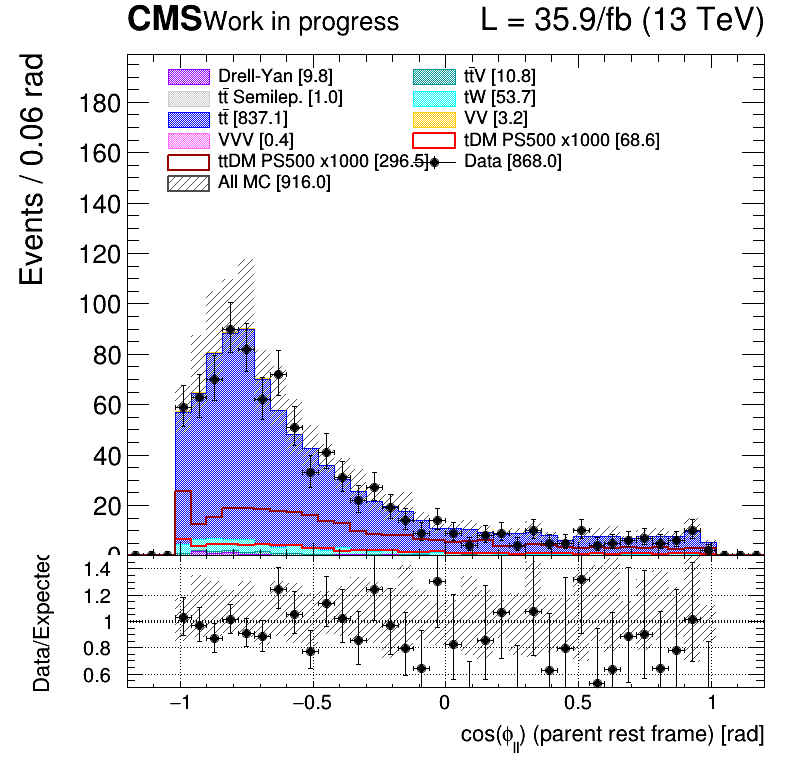 CMS Work in progress L = 35.9/fb (13 TeV)
Events / 0.06 rad
Drell-Yan [9.8] tt̄V [10.8]
tt̄ Semilep. [1.0] tW [53.7]
tt̄ [837.1] VV [3.2]
VVV [0.4] tDM PS500 x1000 [68.6]
ttDM PS500 x1000 [296.5] Data [868.0]
All MC [916.0]
180
160
140
120
100
80
60
40
20
0
Data/Expected
1.4
1.2
1
0.8
0.6
−1 −0.5 0 0.5 1
cos(ϕ_ll) (parent rest frame) [rad]